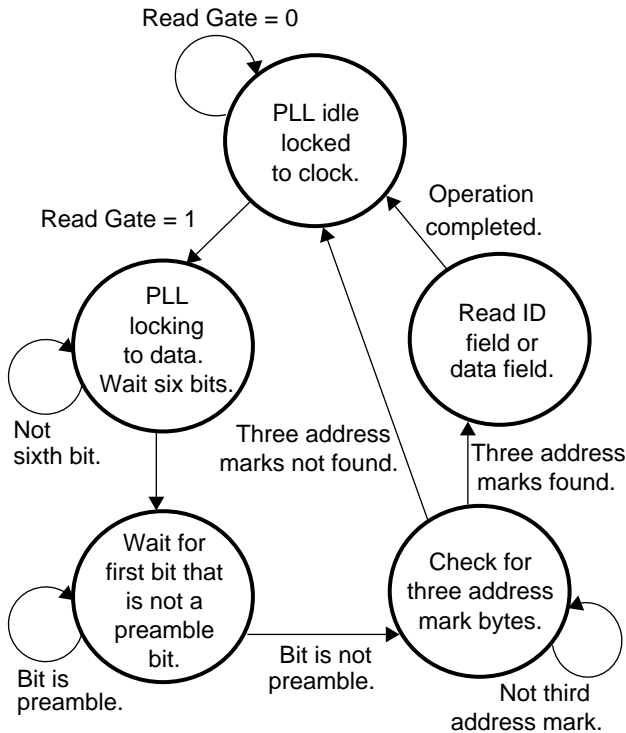 Read Gate = 0
PLL idle
locked
to clock.
Operation
completed.
Read Gate = 1
PLL
locking
to data.
Wait six bits.
Read ID
field or
data field.
Not
sixth bit.
Three address
marks not found.
Three address
marks found.
Wait for
first bit that
is not a
preamble
bit.
Check for
three address
mark bytes.
Bit is
preamble.
Bit is not
preamble.
Not third
address mark.